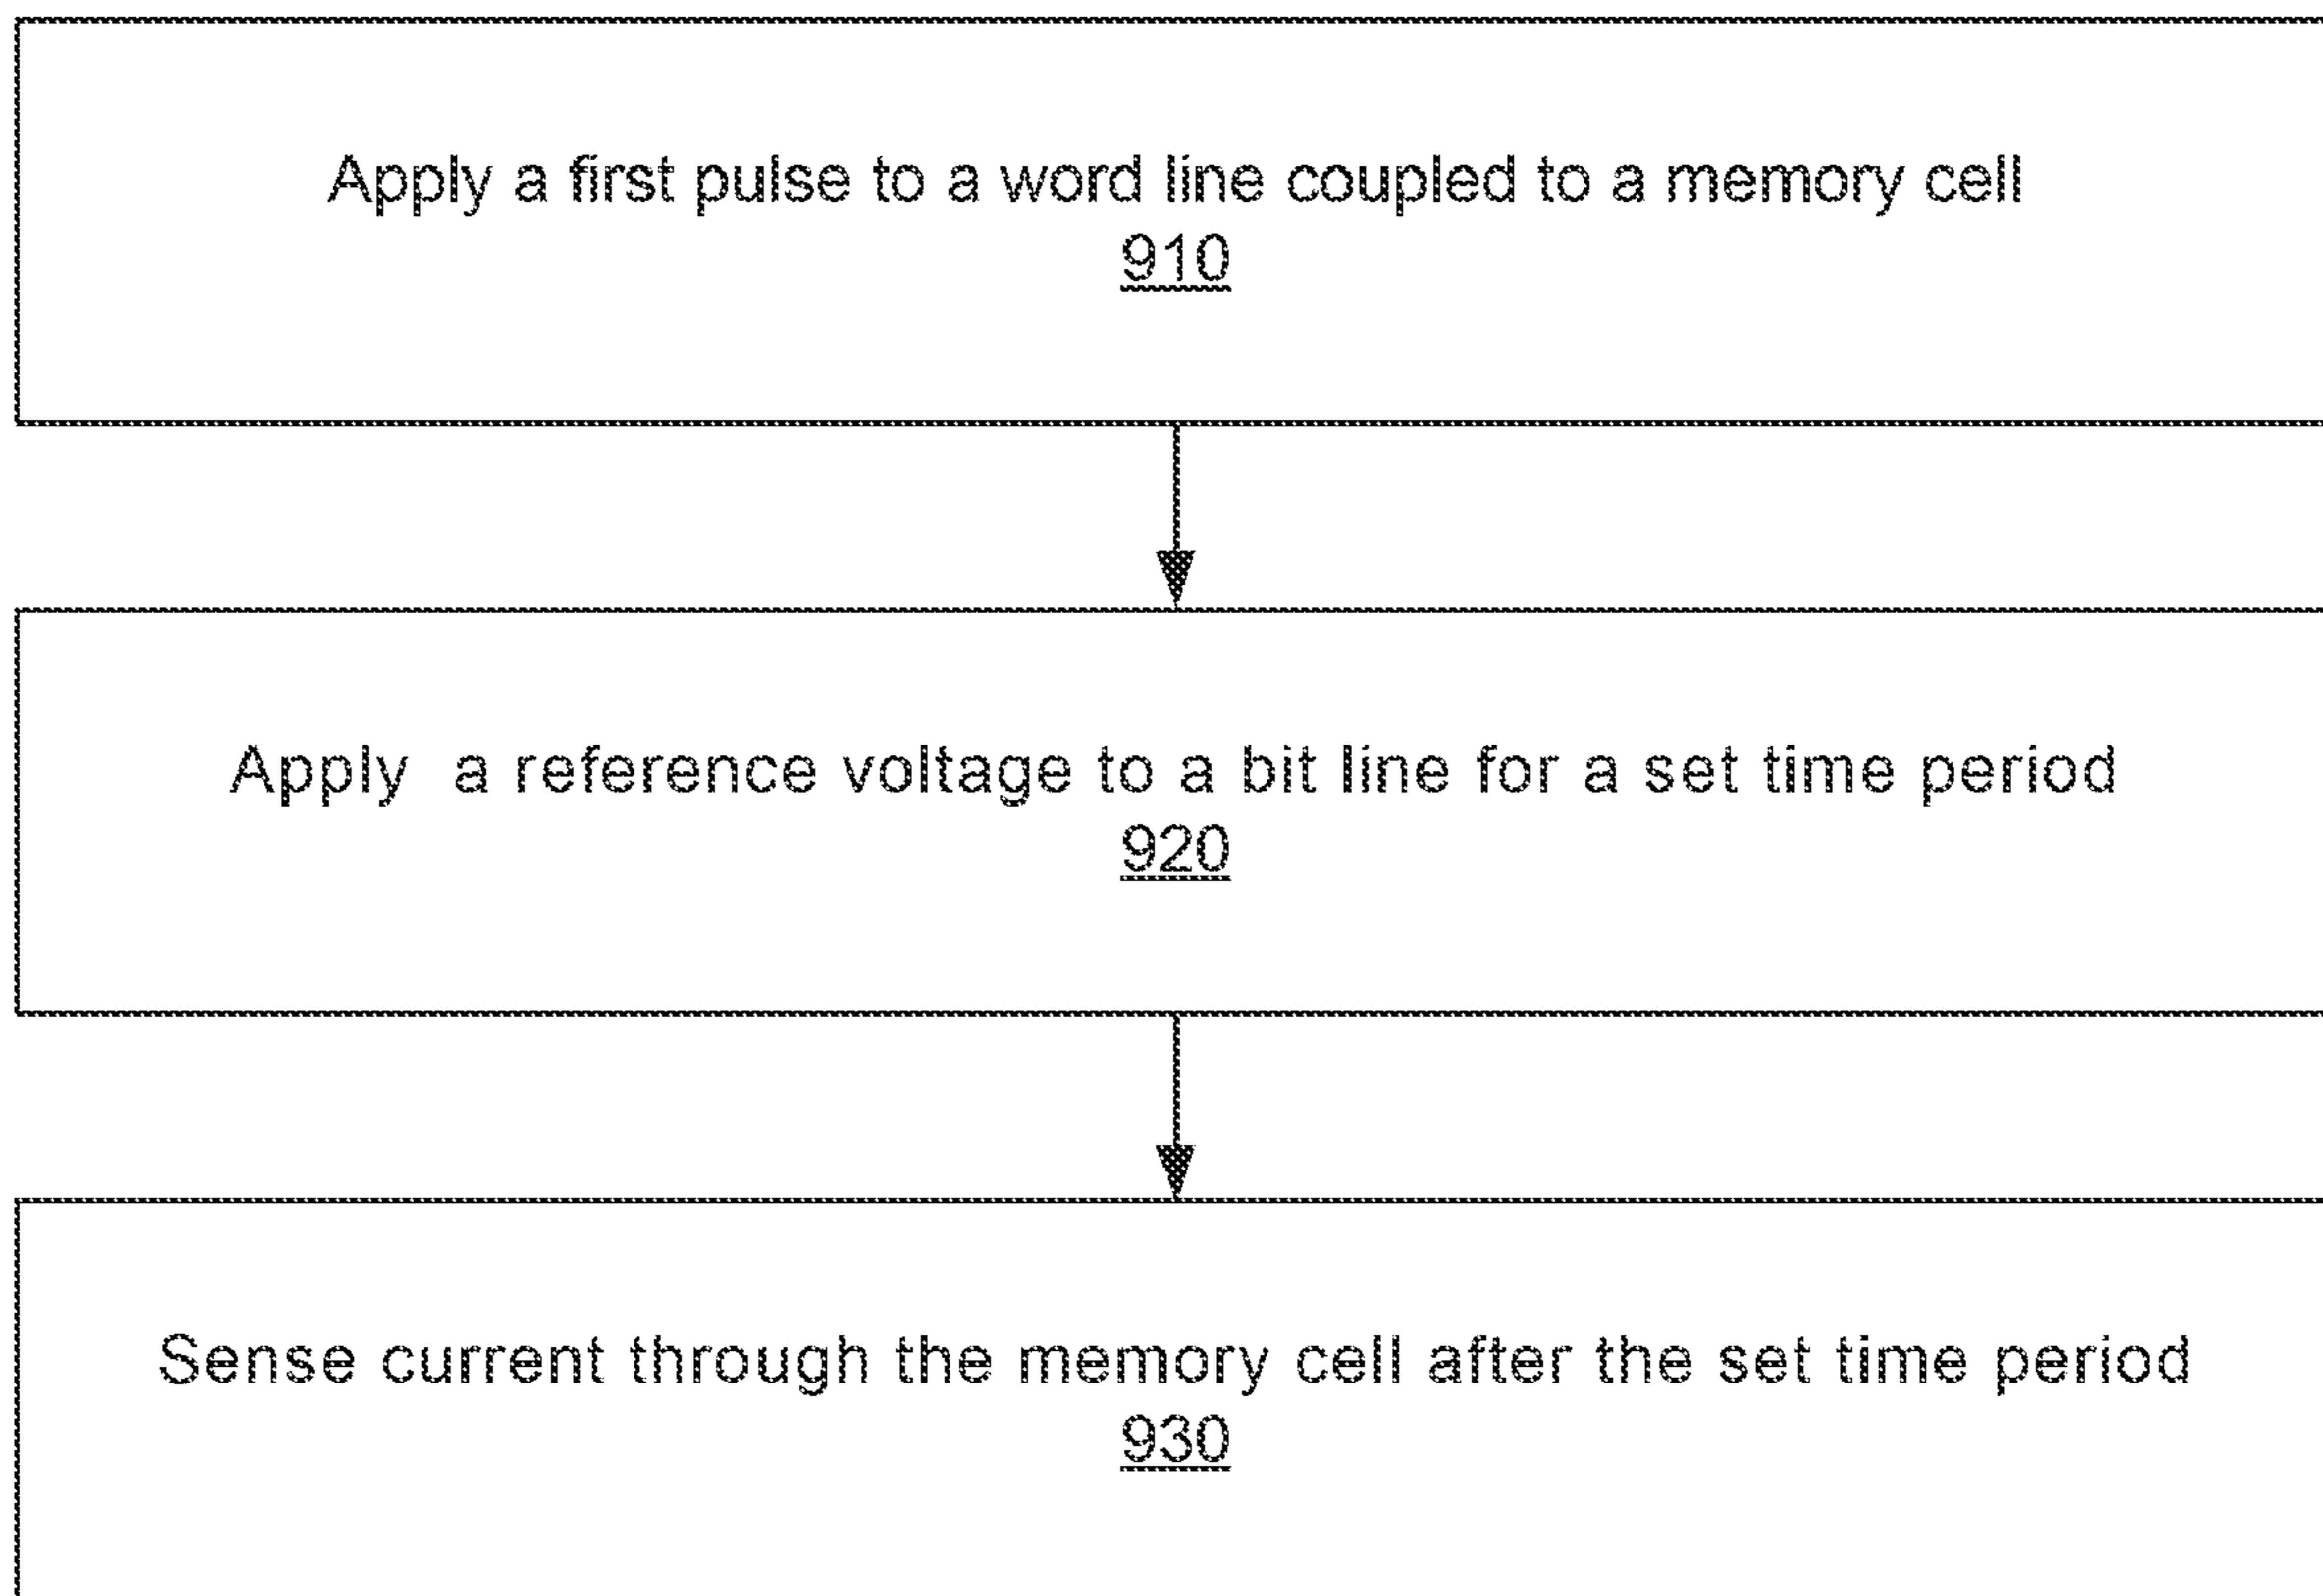 Apply a first pulse to a word line coupled to a memory cell
910
Apply a reference voltage to a bit line for a set time period
920
Sense current through the memory cell after the set time period
930